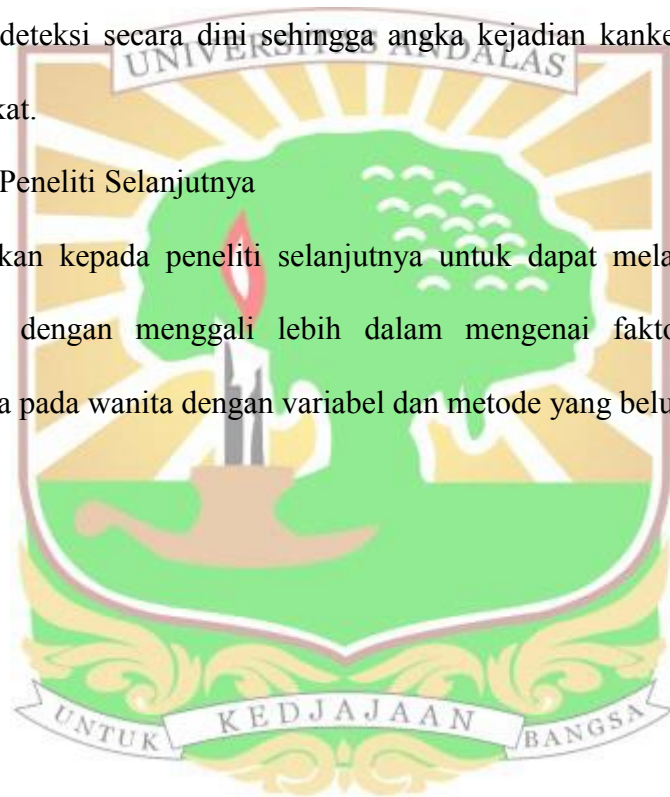 deteksi secara dini sehingga angka kejadian kanke
UNIVERSITAS ANDALAS
kat.
Peneliti Selanjutnya
kan kepada peneliti selanjutnya untuk dapat mela
dengan menggali lebih dalam mengenai fakto
a pada wanita dengan variabel dan metode yang belu
UNTUK KEDJAJAAN BANGSA